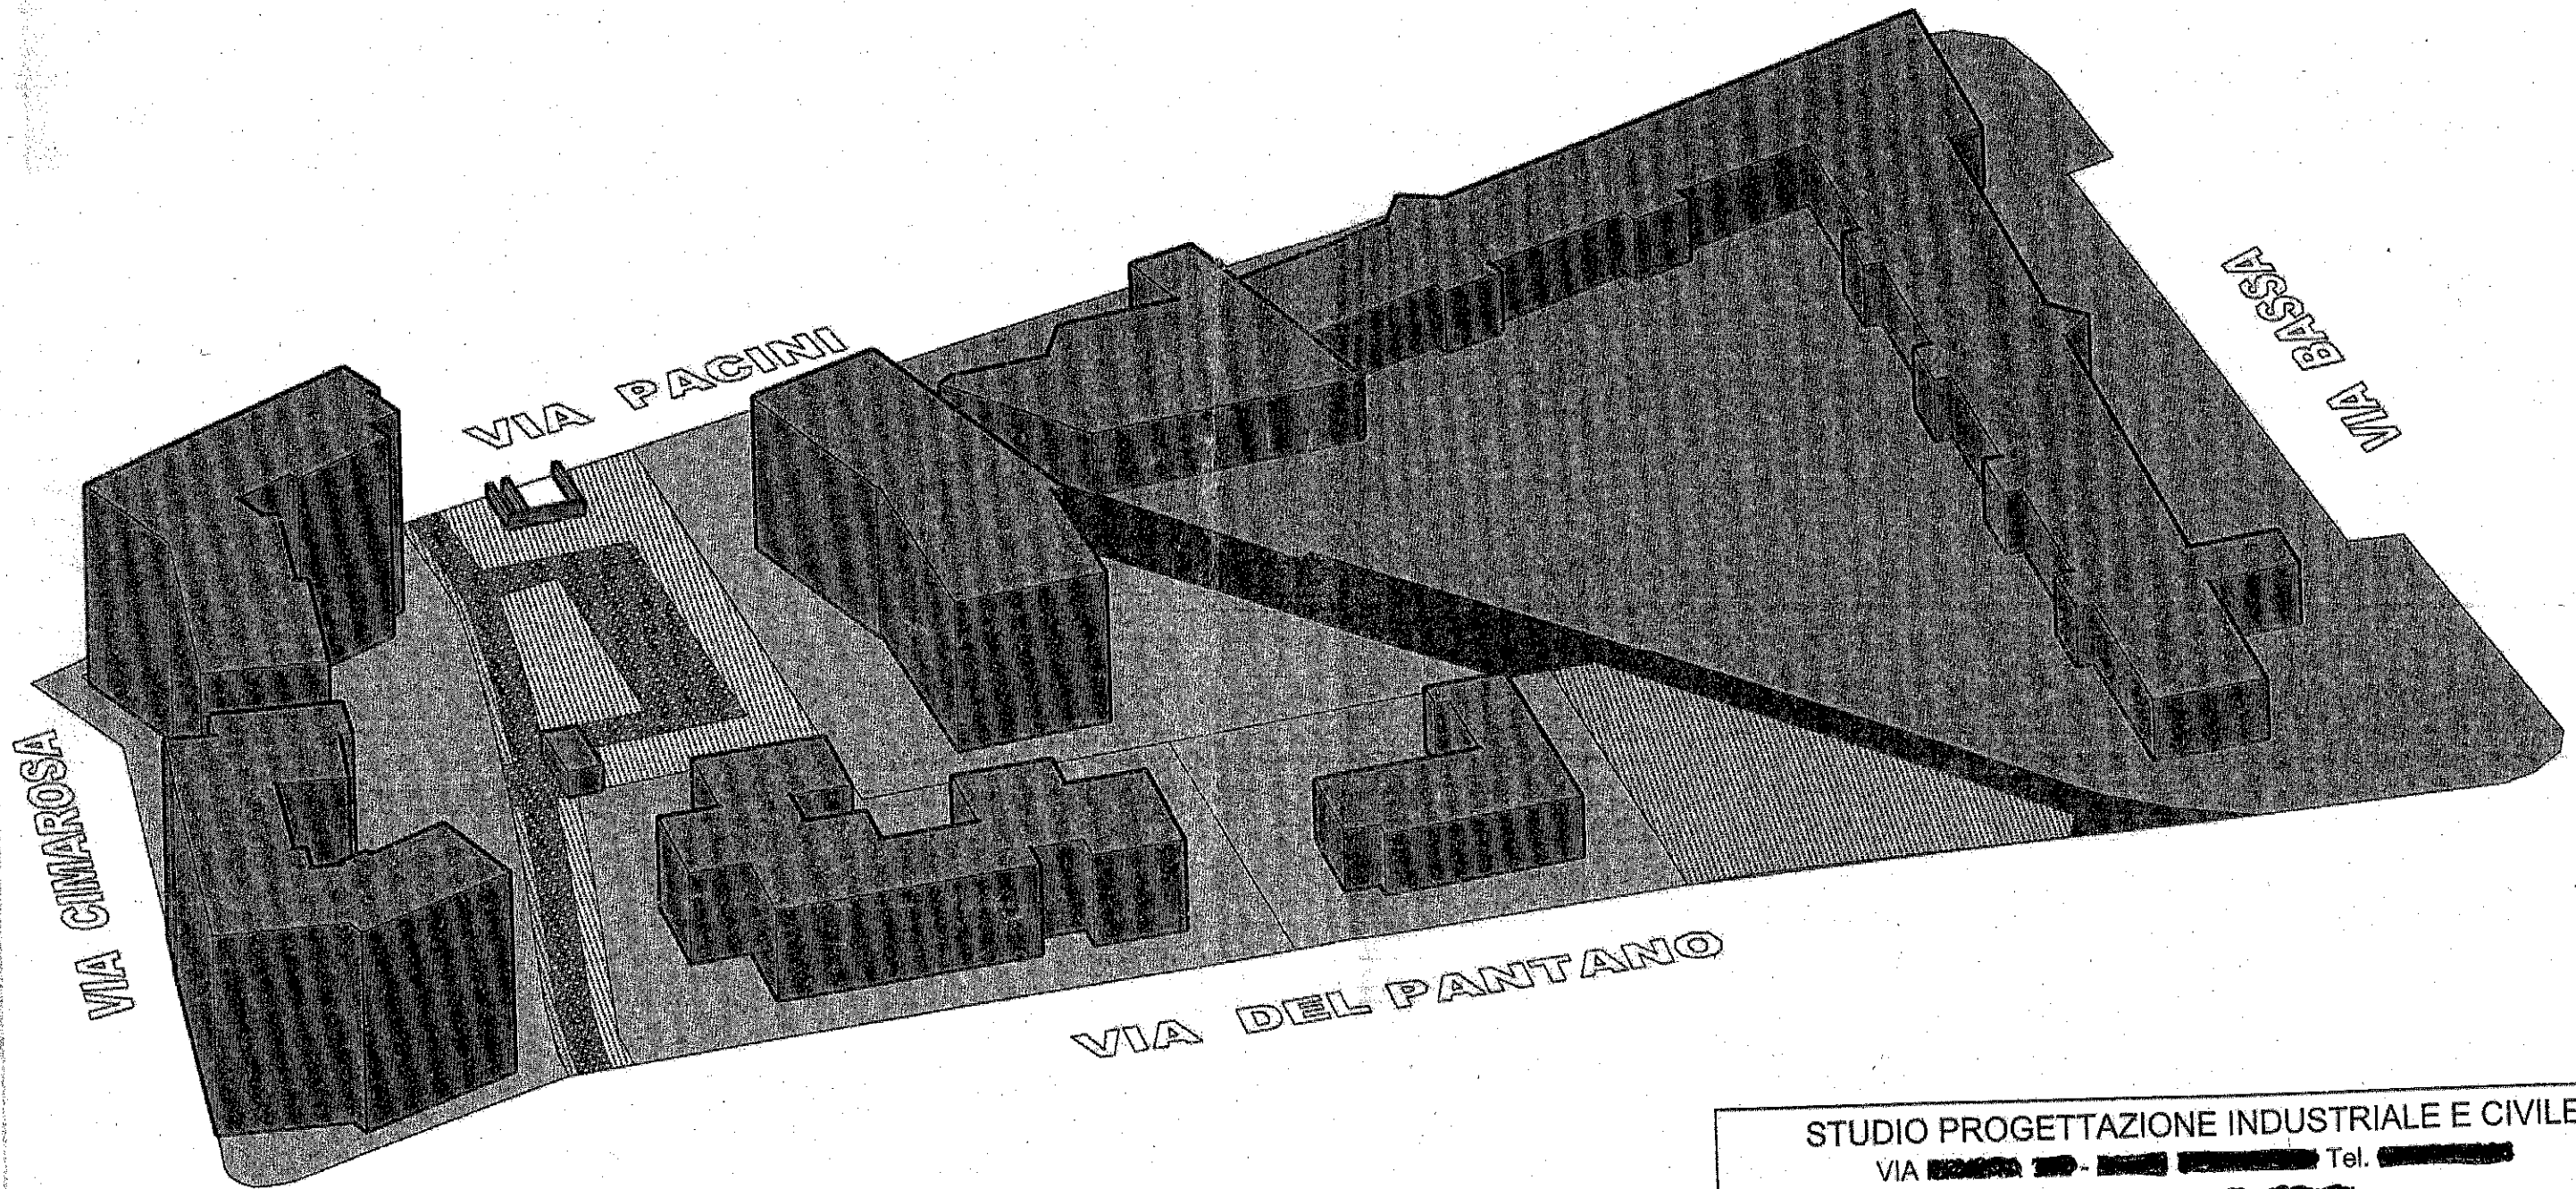 VIA PACINI
VIA BASSA
VIA CIMAROSA
VIA DEL PANTANO
STUDIO PROGETTAZIONE INDUSTRIALE E CIVILE
VIA - Tel.